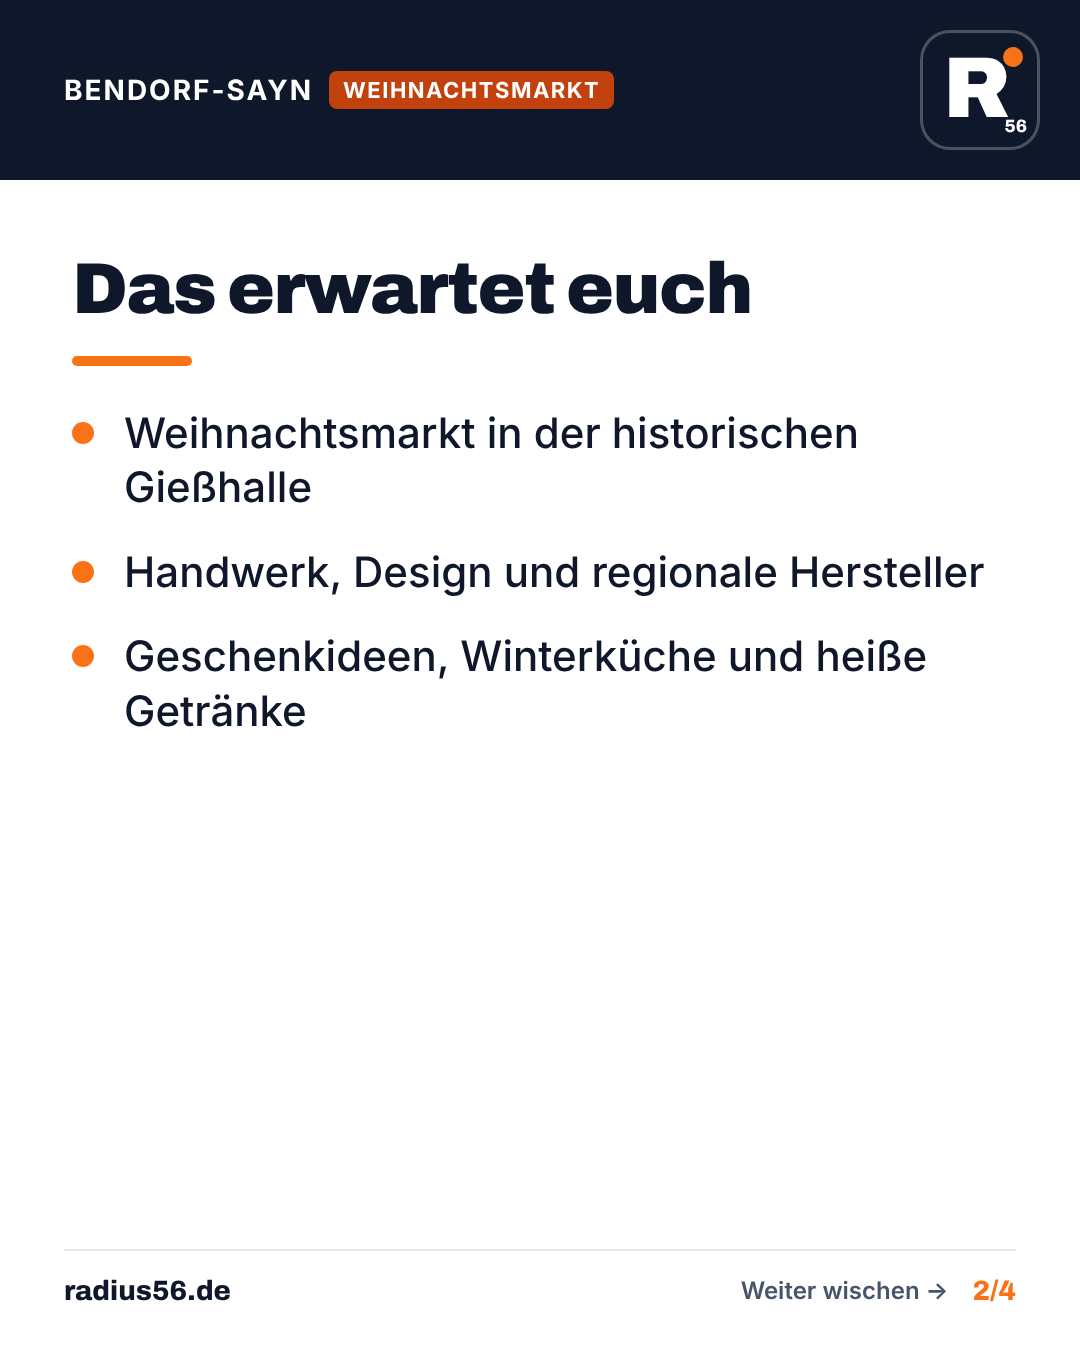 BENDORF-SAYN WEIHNACHTSMARKT
R
56
Das erwartet euch
Weihnachtsmarkt in der historischen
Gießhalle
Handwerk, Design und regionale Hersteller
Geschenkideen, Winterküche und heiße
Getränke
radius56.de
Weiter wischen → 2/4